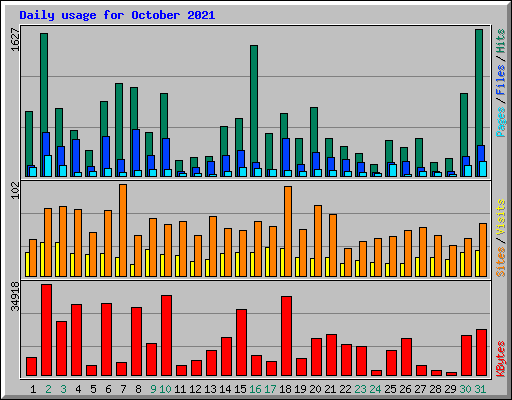 Daily usage for October 2021
1627
Pages / Files / Hits
102
Sites / Visits
34918
KBytes
1 2 3 4 5 6 7 8 9 10 11 12 13 14 15 16 17 18 19 20 21 22 23 24 25 26 27 28 29 30 31